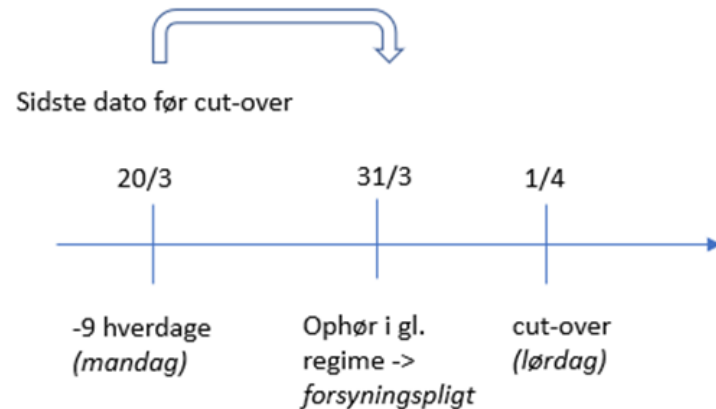 Sidste dato før cut-over
20/3
31/3
1/4
-9 hverdage
(mandag)
Ophør i gl.
regime ->
forsyningspligt
cut-over
(lørdag)